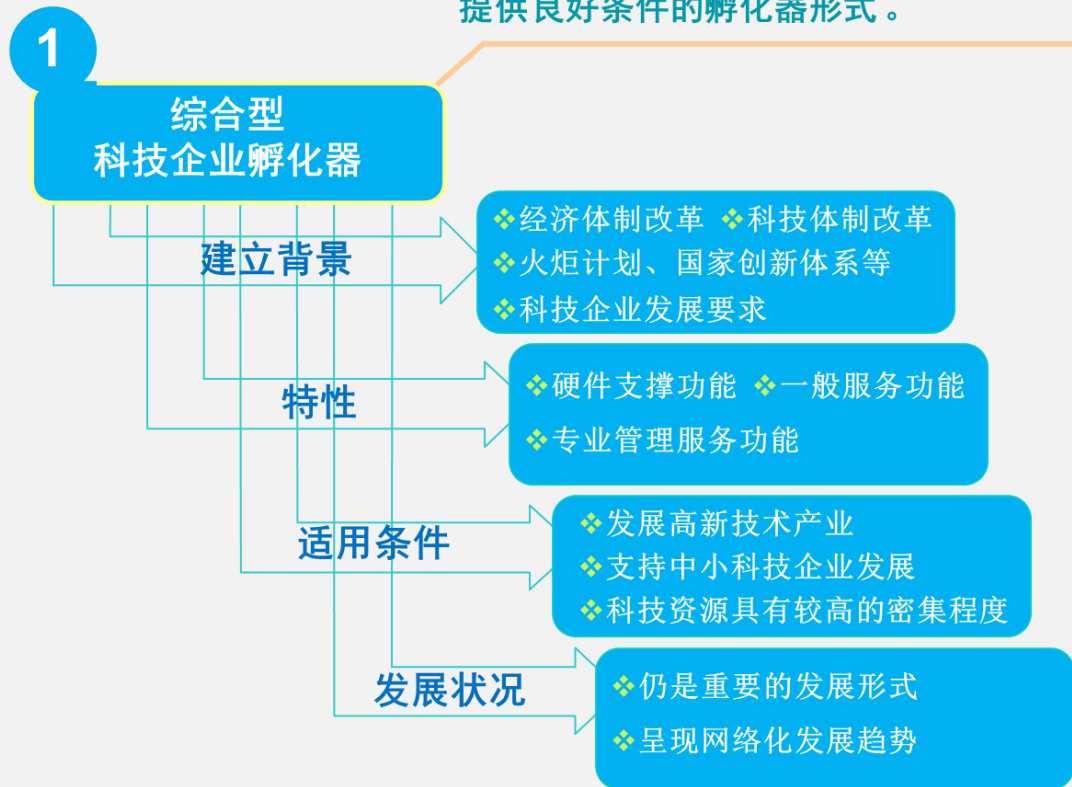 提供良好条件的孵化器形式。
1
综合型
科技企业孵化器
建立背景
❖经济体制改革 ❖科技体制改革
❖火炬计划、国家创新体系等
❖科技企业发展要求
特性
❖硬件支撑功能 ❖一般服务功能
❖专业管理服务功能
适用条件
❖发展高新技术产业
❖支持中小科技企业发展
❖科技资源具有较高的密集程度
发展状况
❖仍是重要的发展形式
❖呈现网络化发展趋势